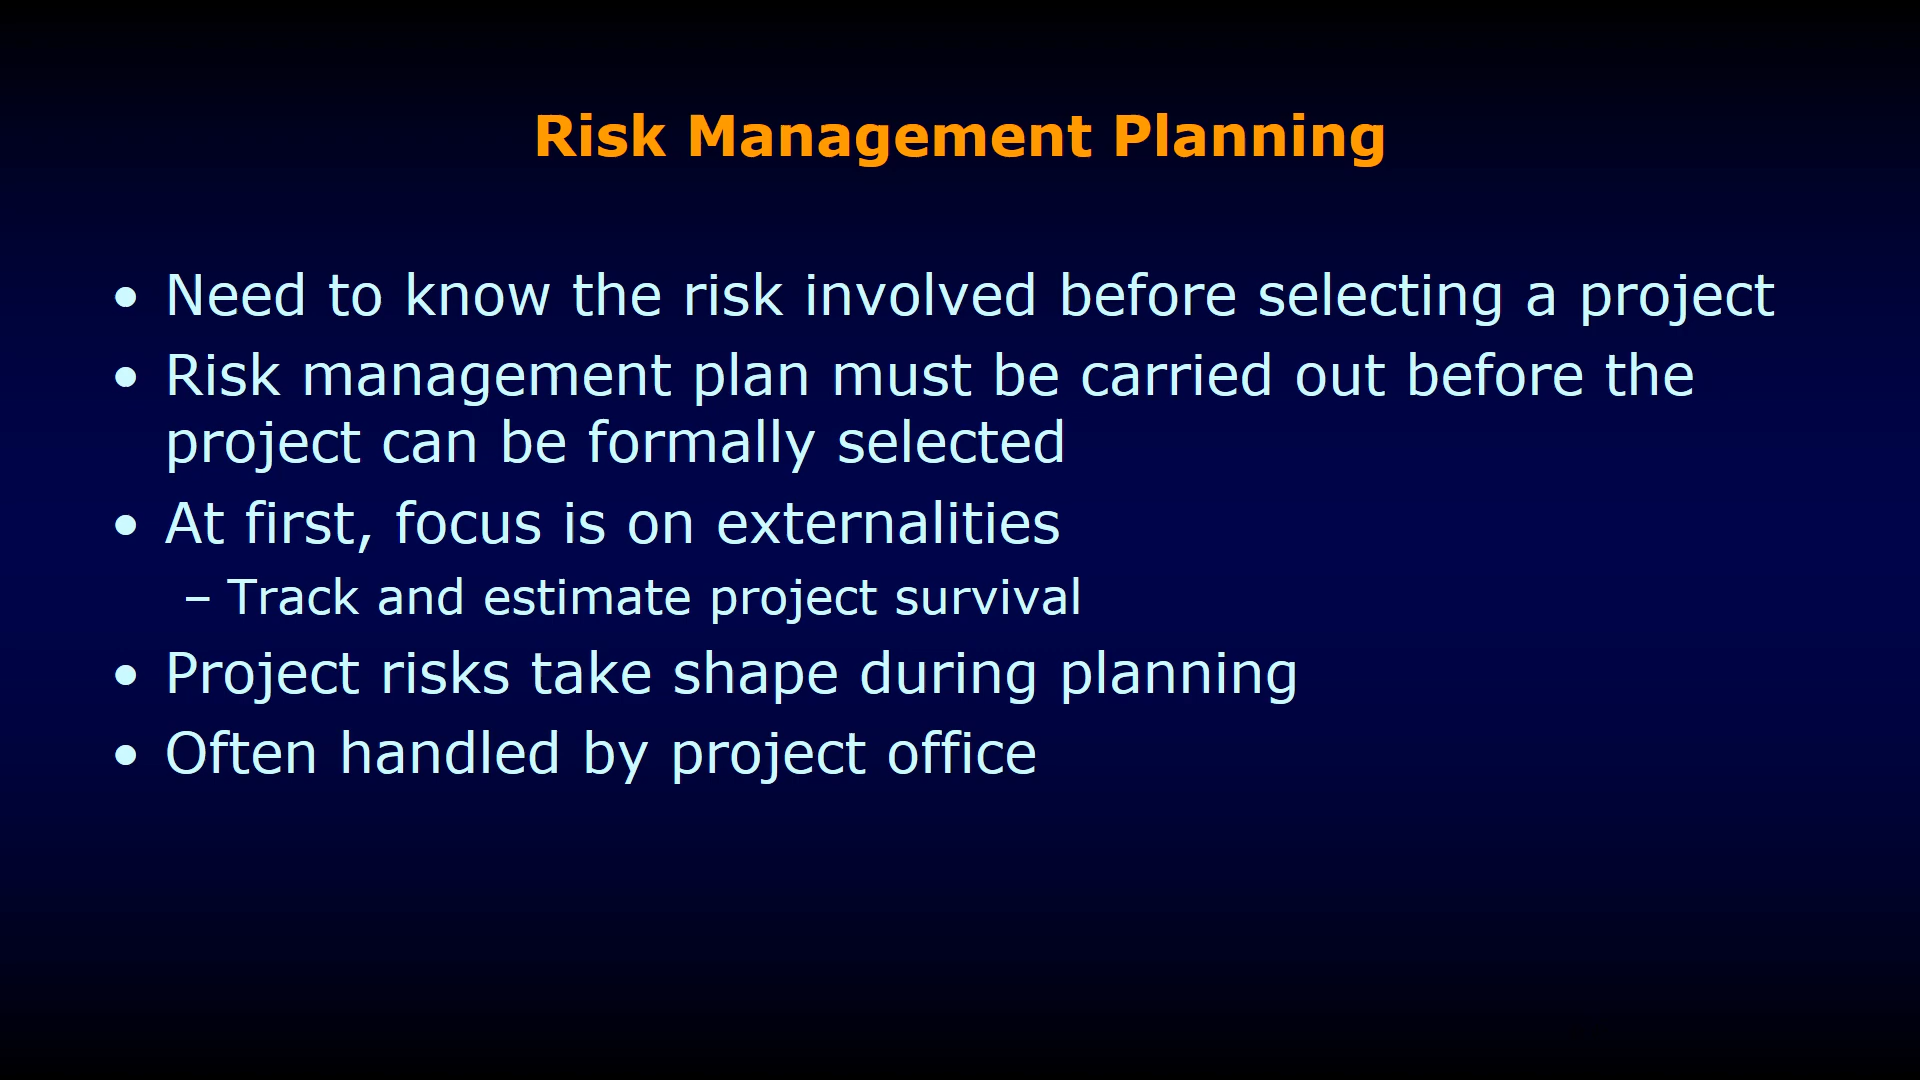 Risk Management Planning
• Need to know the risk involved before selecting a project
• Risk management plan must be carried out before the
project can be formally selected
• At first, focus is on externalities
– Track and estimate project survival
• Project risks take shape during planning
• Often handled by project office